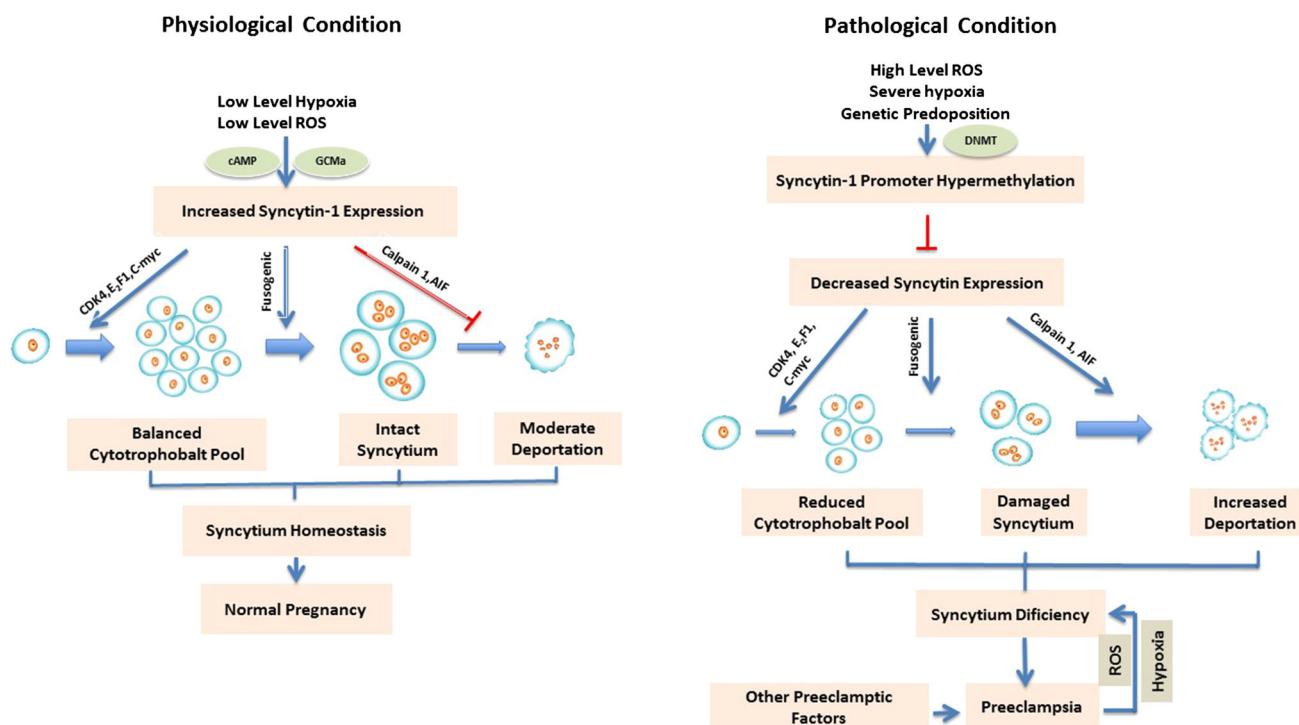 Physiological Condition
Low Level Hypoxia
Low Level ROS
cAMP
GCMa
Increased Syncytin-1 Expression
CDK4,E2F1,C-myc
Fusogenic
Calpain 1,AIF
Balanced
Cytotrophobalt Pool
Intact
Syncytium
Moderate
Deportation
Syncytium Homeostasis
Normal Pregnancy
Pathological Condition
High Level ROS
Severe hypoxia
Genetic Predoposition
DNMT
Syncytin-1 Promoter Hypermethylation
Decreased Syncytin Expression
CDK4, E2F1,
C-myc
Fusogenic
Calpain 1, AIF
Reduced
Cytotrophobalt Pool
Damaged
Syncytium
Increased
Deportation
Syncytium Dificiency
ROS
Hypoxia
Other Preeclamptic
Factors
Preeclampsia